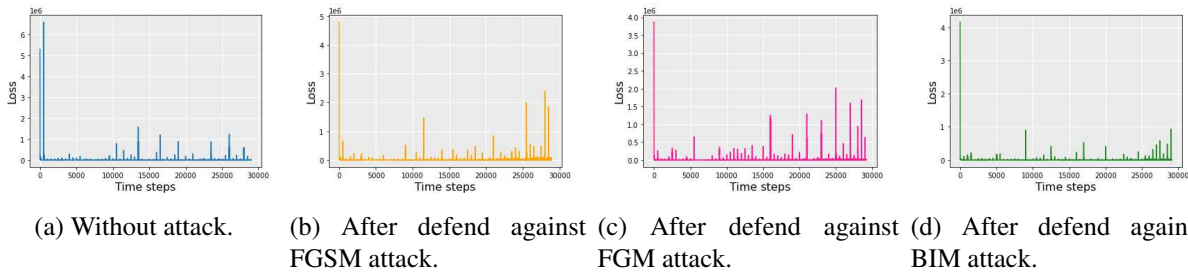 1e6
6
5
4
3
2
1
0
Loss
0 5000 10000 15000 20000 25000 30000
Time steps
(a) Without attack.
1e6
5
4
3
2
1
0
Loss
0 5000 10000 15000 20000 25000 30000
Time steps
(b) After defend against
FGSM attack.
1e6
4.0
3.5
3.0
2.5
2.0
1.5
1.0
0.5
0.0
Loss
0 5000 10000 15000 20000 25000 30000
Time steps
(c) After defend against
FGM attack.
1e6
4
3
2
1
0
Loss
0 5000 10000 15000 20000 25000 30000
Time steps
(d) After defend again
BIM attack.